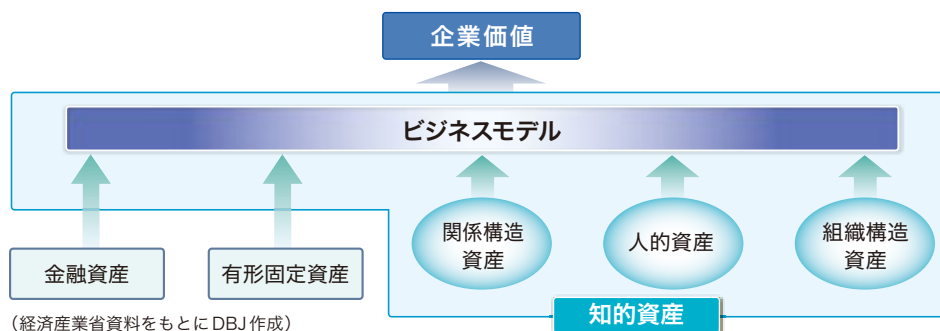 企業価値
ビジネスモデル
関係構造
資産
人的資産
組織構造
資産
金融資産
有形固定資産
知的資産
（経済産業省資料をもとにDBJ作成）